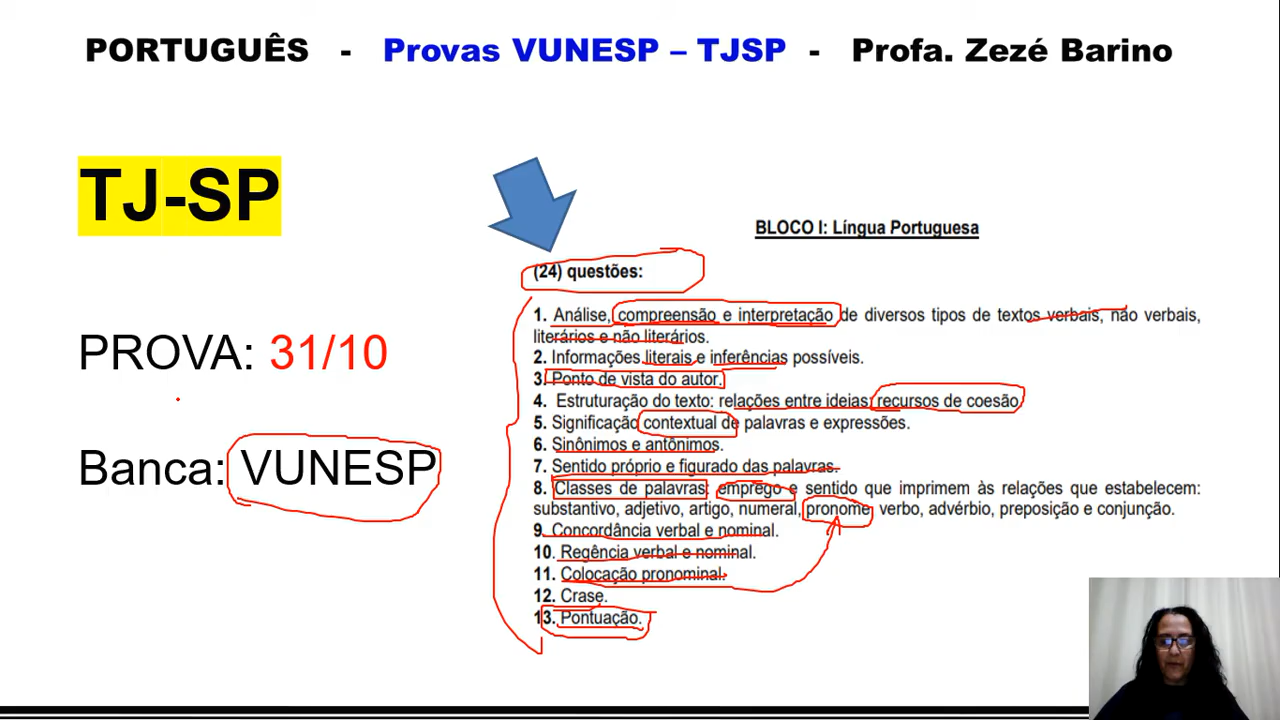 PORTUGUÊS - Provas VUNESP – TJSP - Profa. Zezé Barino
TJ-SP
PROVA: 31/10
Banca: VUNESP
BLOCO I: Língua Portuguesa
(24) questões:
1. Análise, compreensão e interpretação de diversos tipos de textos verbais, não verbais,
literários e não literários.
2. Informações literais e inferências possíveis.
3. Ponto de vista do autor.
4. Estruturação do texto: relações entre ideias; recursos de coesão.
5. Significação contextual de palavras e expressões.
6. Sinônimos e antônimos.
7. Sentido próprio e figurado das palavras.
8. Classes de palavras: emprego e sentido que imprimem às relações que estabelecem:
substantivo, adjetivo, artigo, numeral, pronome, verbo, advérbio, preposição e conjunção.
9. Concordância verbal e nominal.
10. Regência verbal e nominal.
11. Colocação pronominal.
12. Crase.
13. Pontuação.